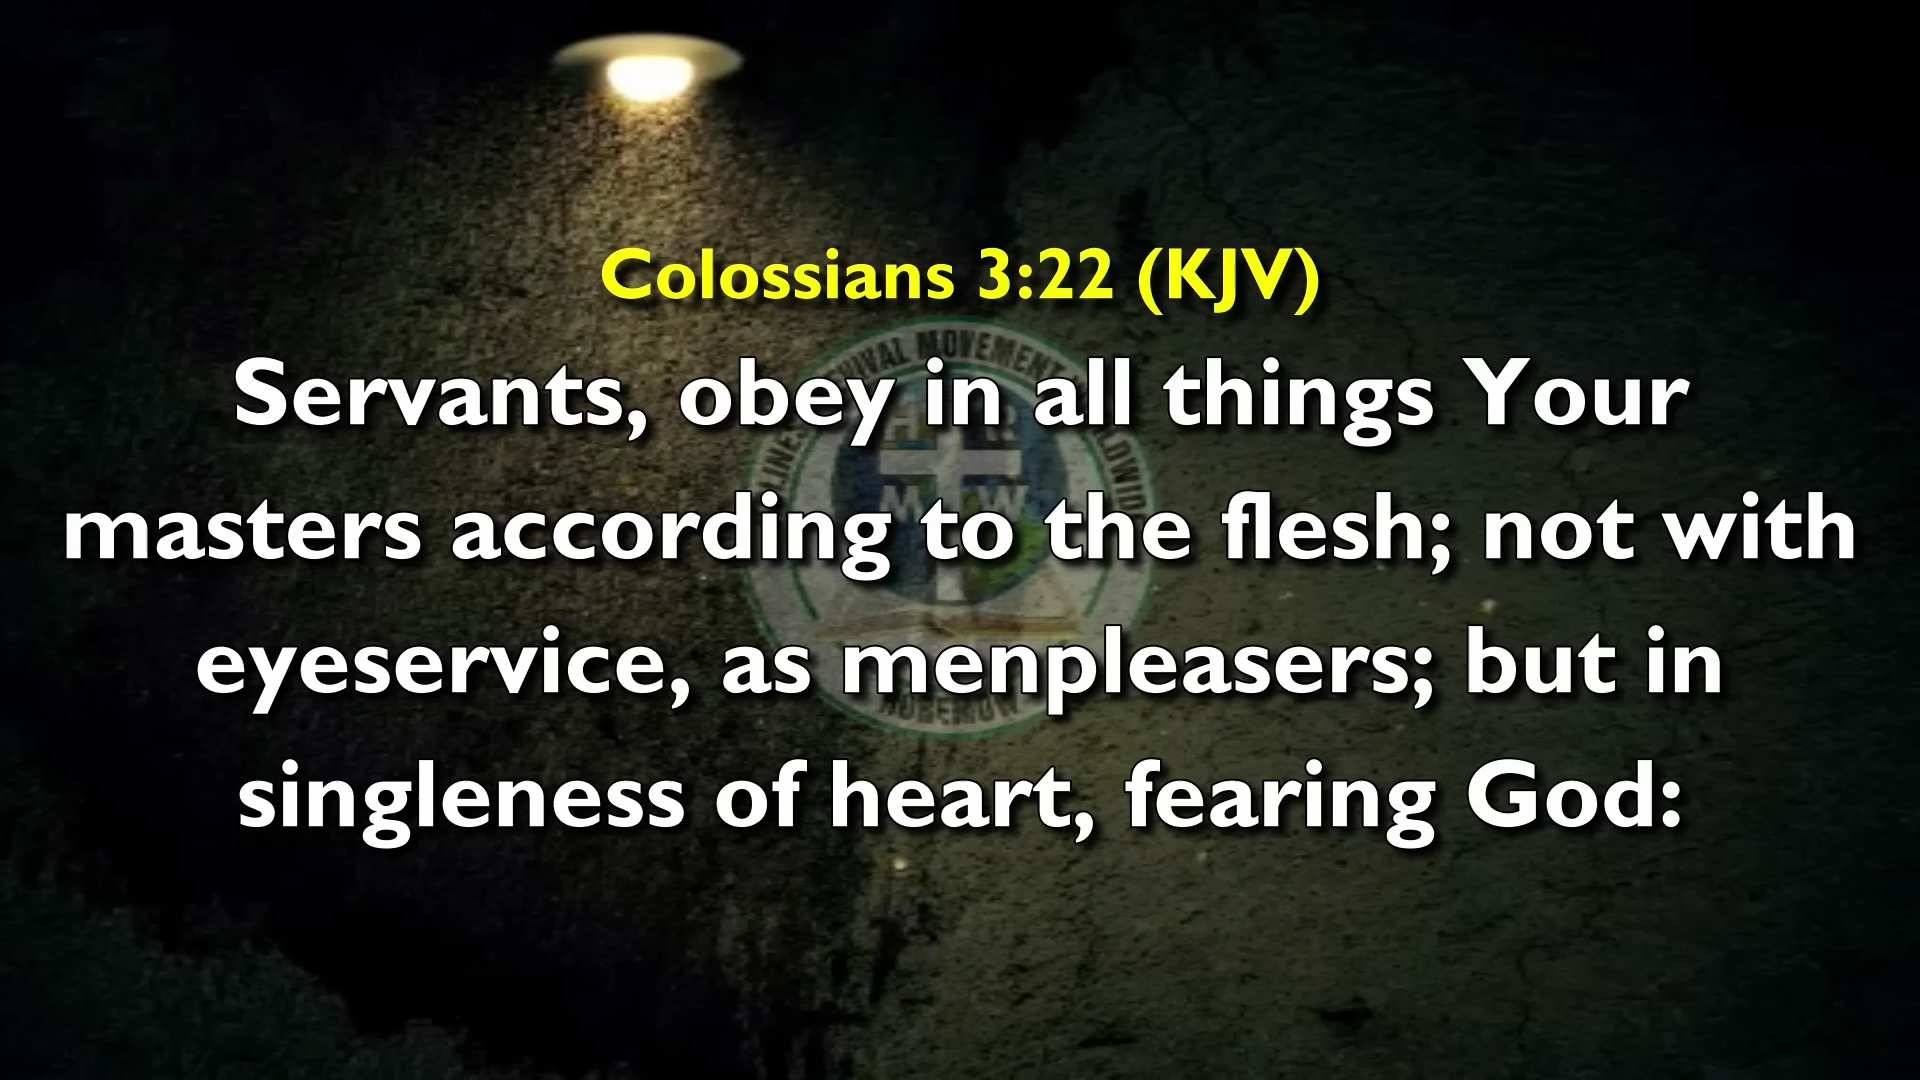 Colossians 3:22 (KJV)
Servants, obey in all things Your
masters according to the flesh; not with
eyeservice, as menpleasers; but in
singleness of heart, fearing God: